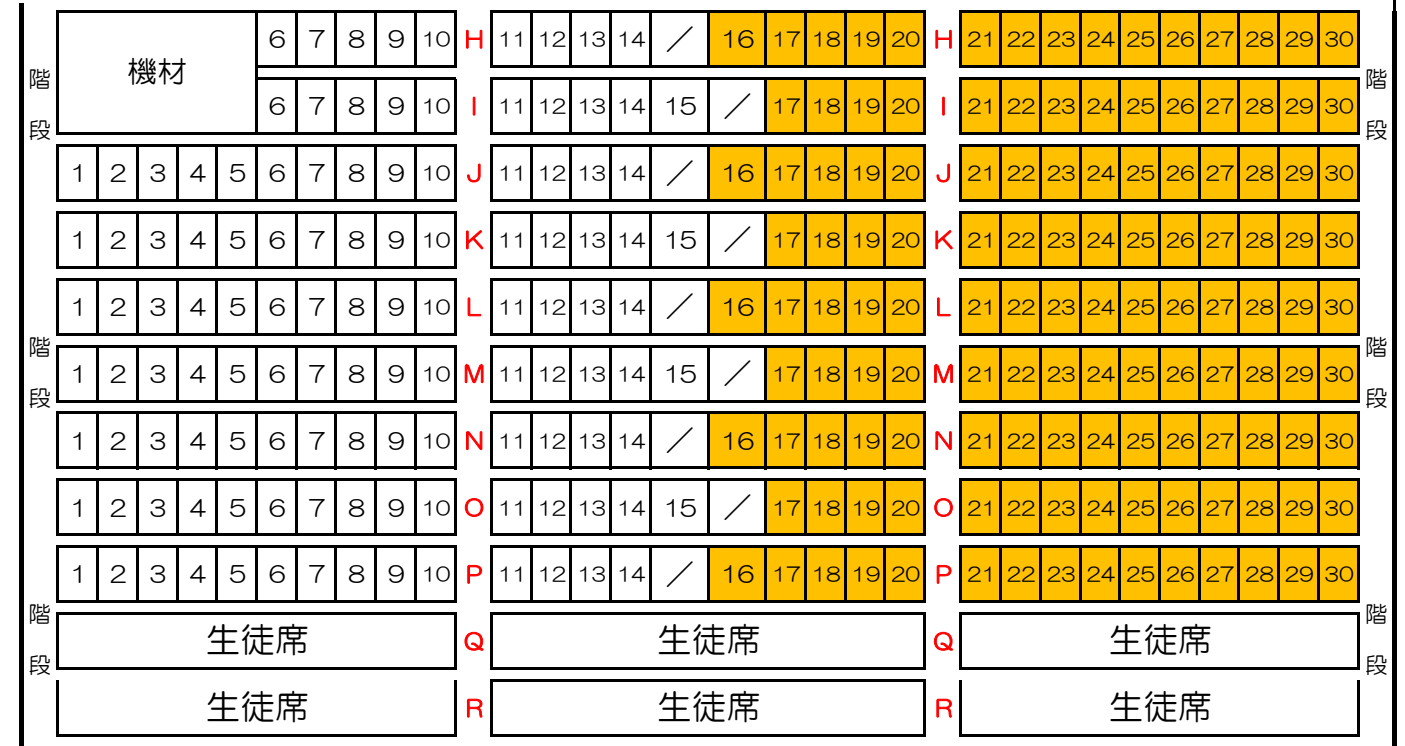 機材 6 7 8 9 10 H 11 12 13 14 ／ 16 17 18 19 20 H 21 22 23 24 25 26 27 28 29 30
階段 6 7 8 9 10 I 11 12 13 14 15 ／ 17 18 19 20 I 21 22 23 24 25 26 27 28 29 30 階段
1 2 3 4 5 6 7 8 9 10 J 11 12 13 14 ／ 16 17 18 19 20 J 21 22 23 24 25 26 27 28 29 30
1 2 3 4 5 6 7 8 9 10 K 11 12 13 14 15 ／ 17 18 19 20 K 21 22 23 24 25 26 27 28 29 30
1 2 3 4 5 6 7 8 9 10 L 11 12 13 14 ／ 16 17 18 19 20 L 21 22 23 24 25 26 27 28 29 30
階段 1 2 3 4 5 6 7 8 9 10 M 11 12 13 14 15 ／ 17 18 19 20 M 21 22 23 24 25 26 27 28 29 30 階段
1 2 3 4 5 6 7 8 9 10 N 11 12 13 14 ／ 16 17 18 19 20 N 21 22 23 24 25 26 27 28 29 30
1 2 3 4 5 6 7 8 9 10 O 11 12 13 14 15 ／ 17 18 19 20 O 21 22 23 24 25 26 27 28 29 30
1 2 3 4 5 6 7 8 9 10 P 11 12 13 14 ／ 16 17 18 19 20 P 21 22 23 24 25 26 27 28 29 30
階段 生徒席 Q 生徒席 Q 生徒席 階段
生徒席 R 生徒席 R 生徒席